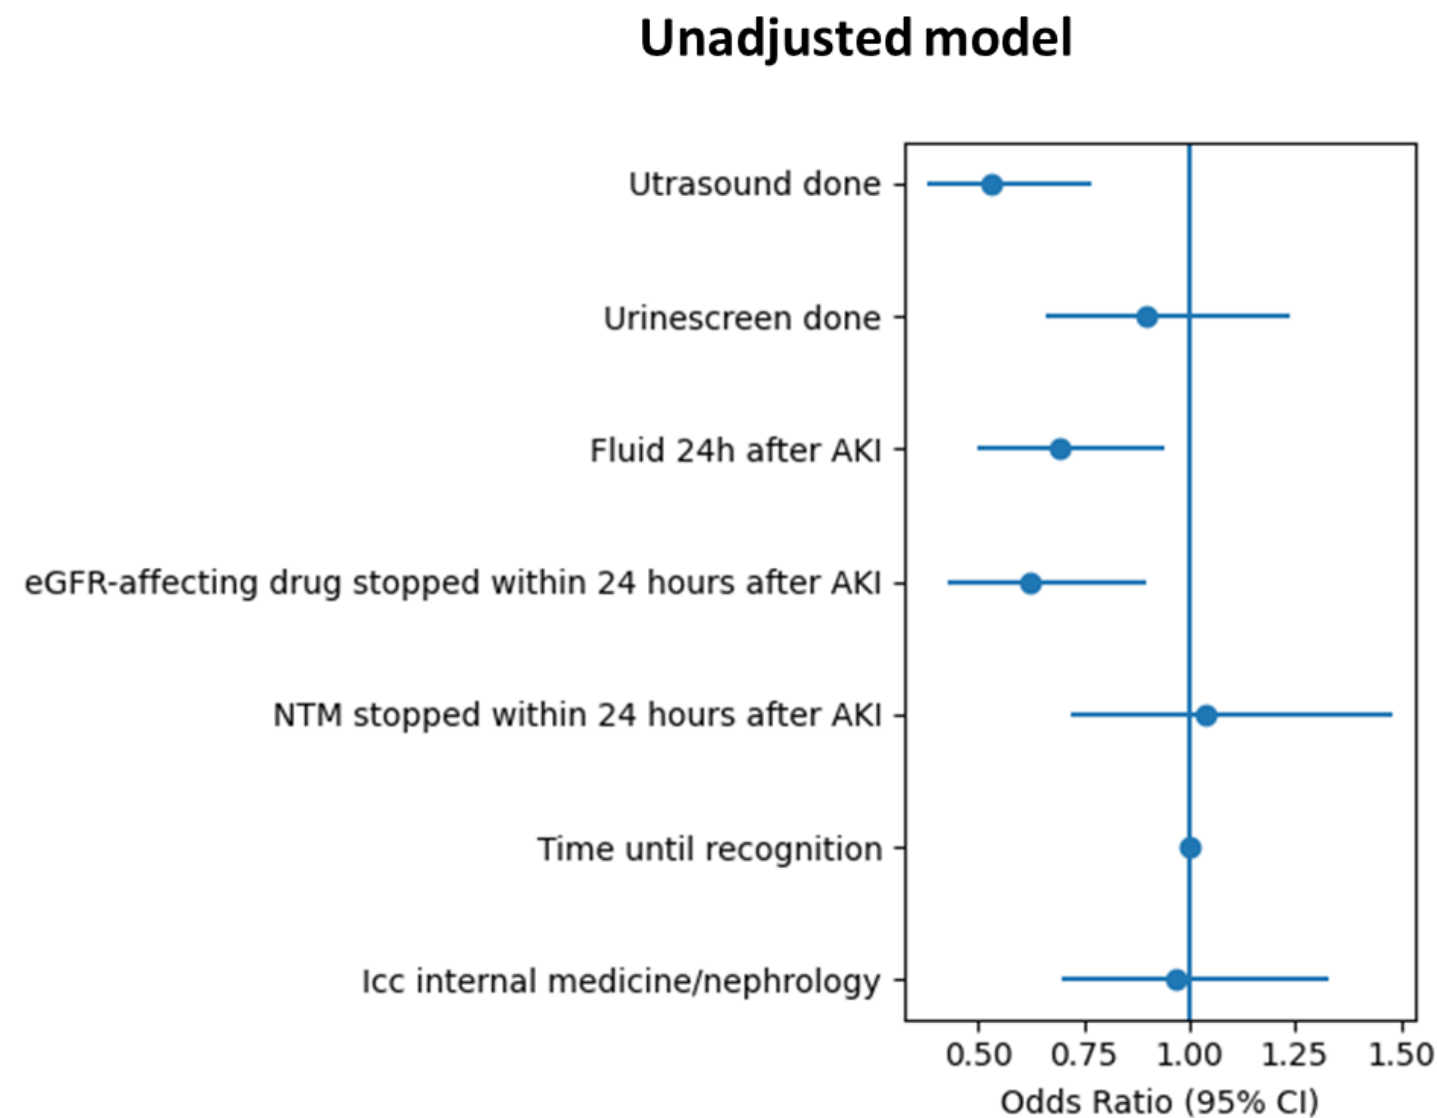 Unadjusted model
Utrasound done
Urinescreen done
Fluid 24h after AKI
eGFR-affecting drug stopped within 24 hours after AKI
NTM stopped within 24 hours after AKI
Time until recognition
Icc internal medicine/nephrology
0.50 0.75 1.00 1.25 1.50
Odds Ratio (95% CI)